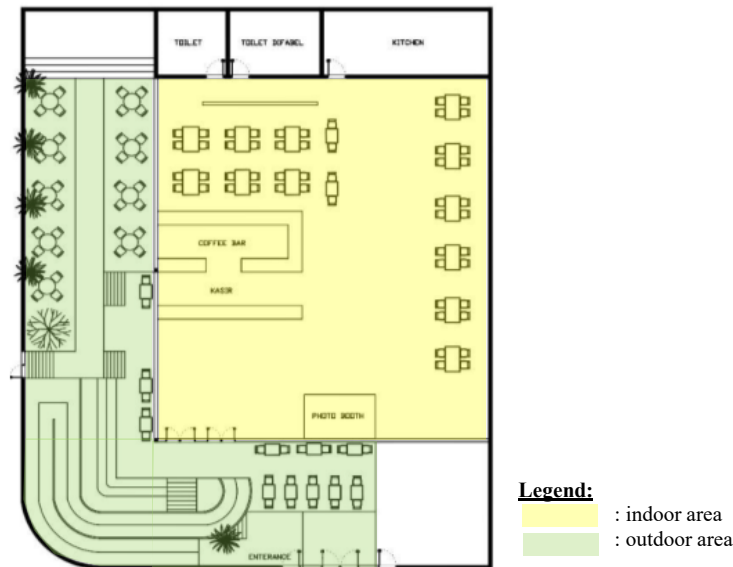 TOILET
TOILET DIFABEL
KITCHEN
COFFEE BAR
KASIR
PHOTO BOOTH
ENTERANCE
Legend:
: indoor area
: outdoor area